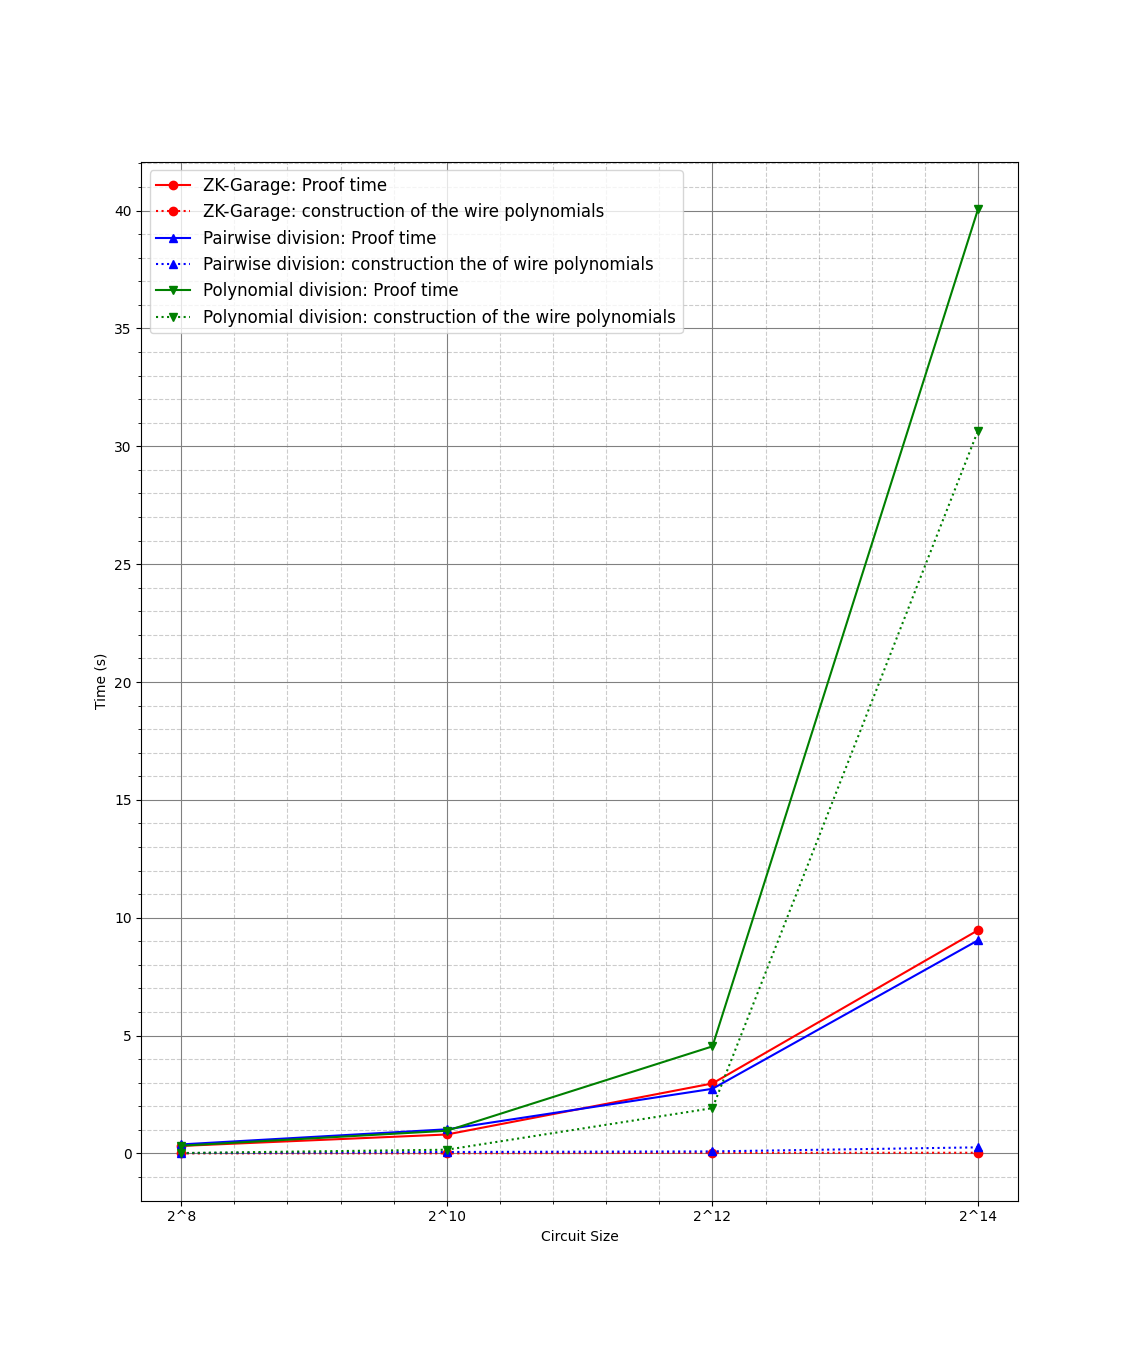 ZK-Garage: Proof time
ZK-Garage: construction of the wire polynomials
Pairwise division: Proof time
Pairwise division: construction the of wire polynomials
Polynomial division: Proof time
Polynomial division: construction of the wire polynomials
40
35
30
25
20
15
10
5
0
Time (s)
2^8 2^10 2^12 2^14
Circuit Size